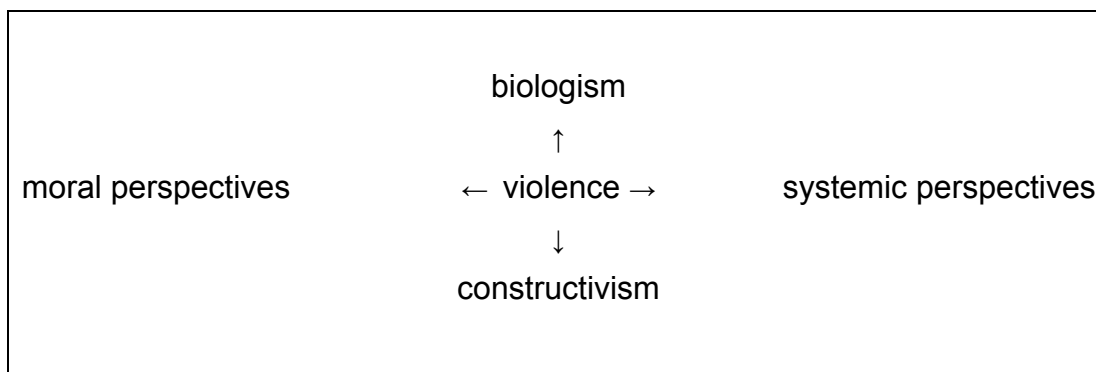 biologism
↑
moral perspectives ← violence → systemic perspectives
↓
constructivism